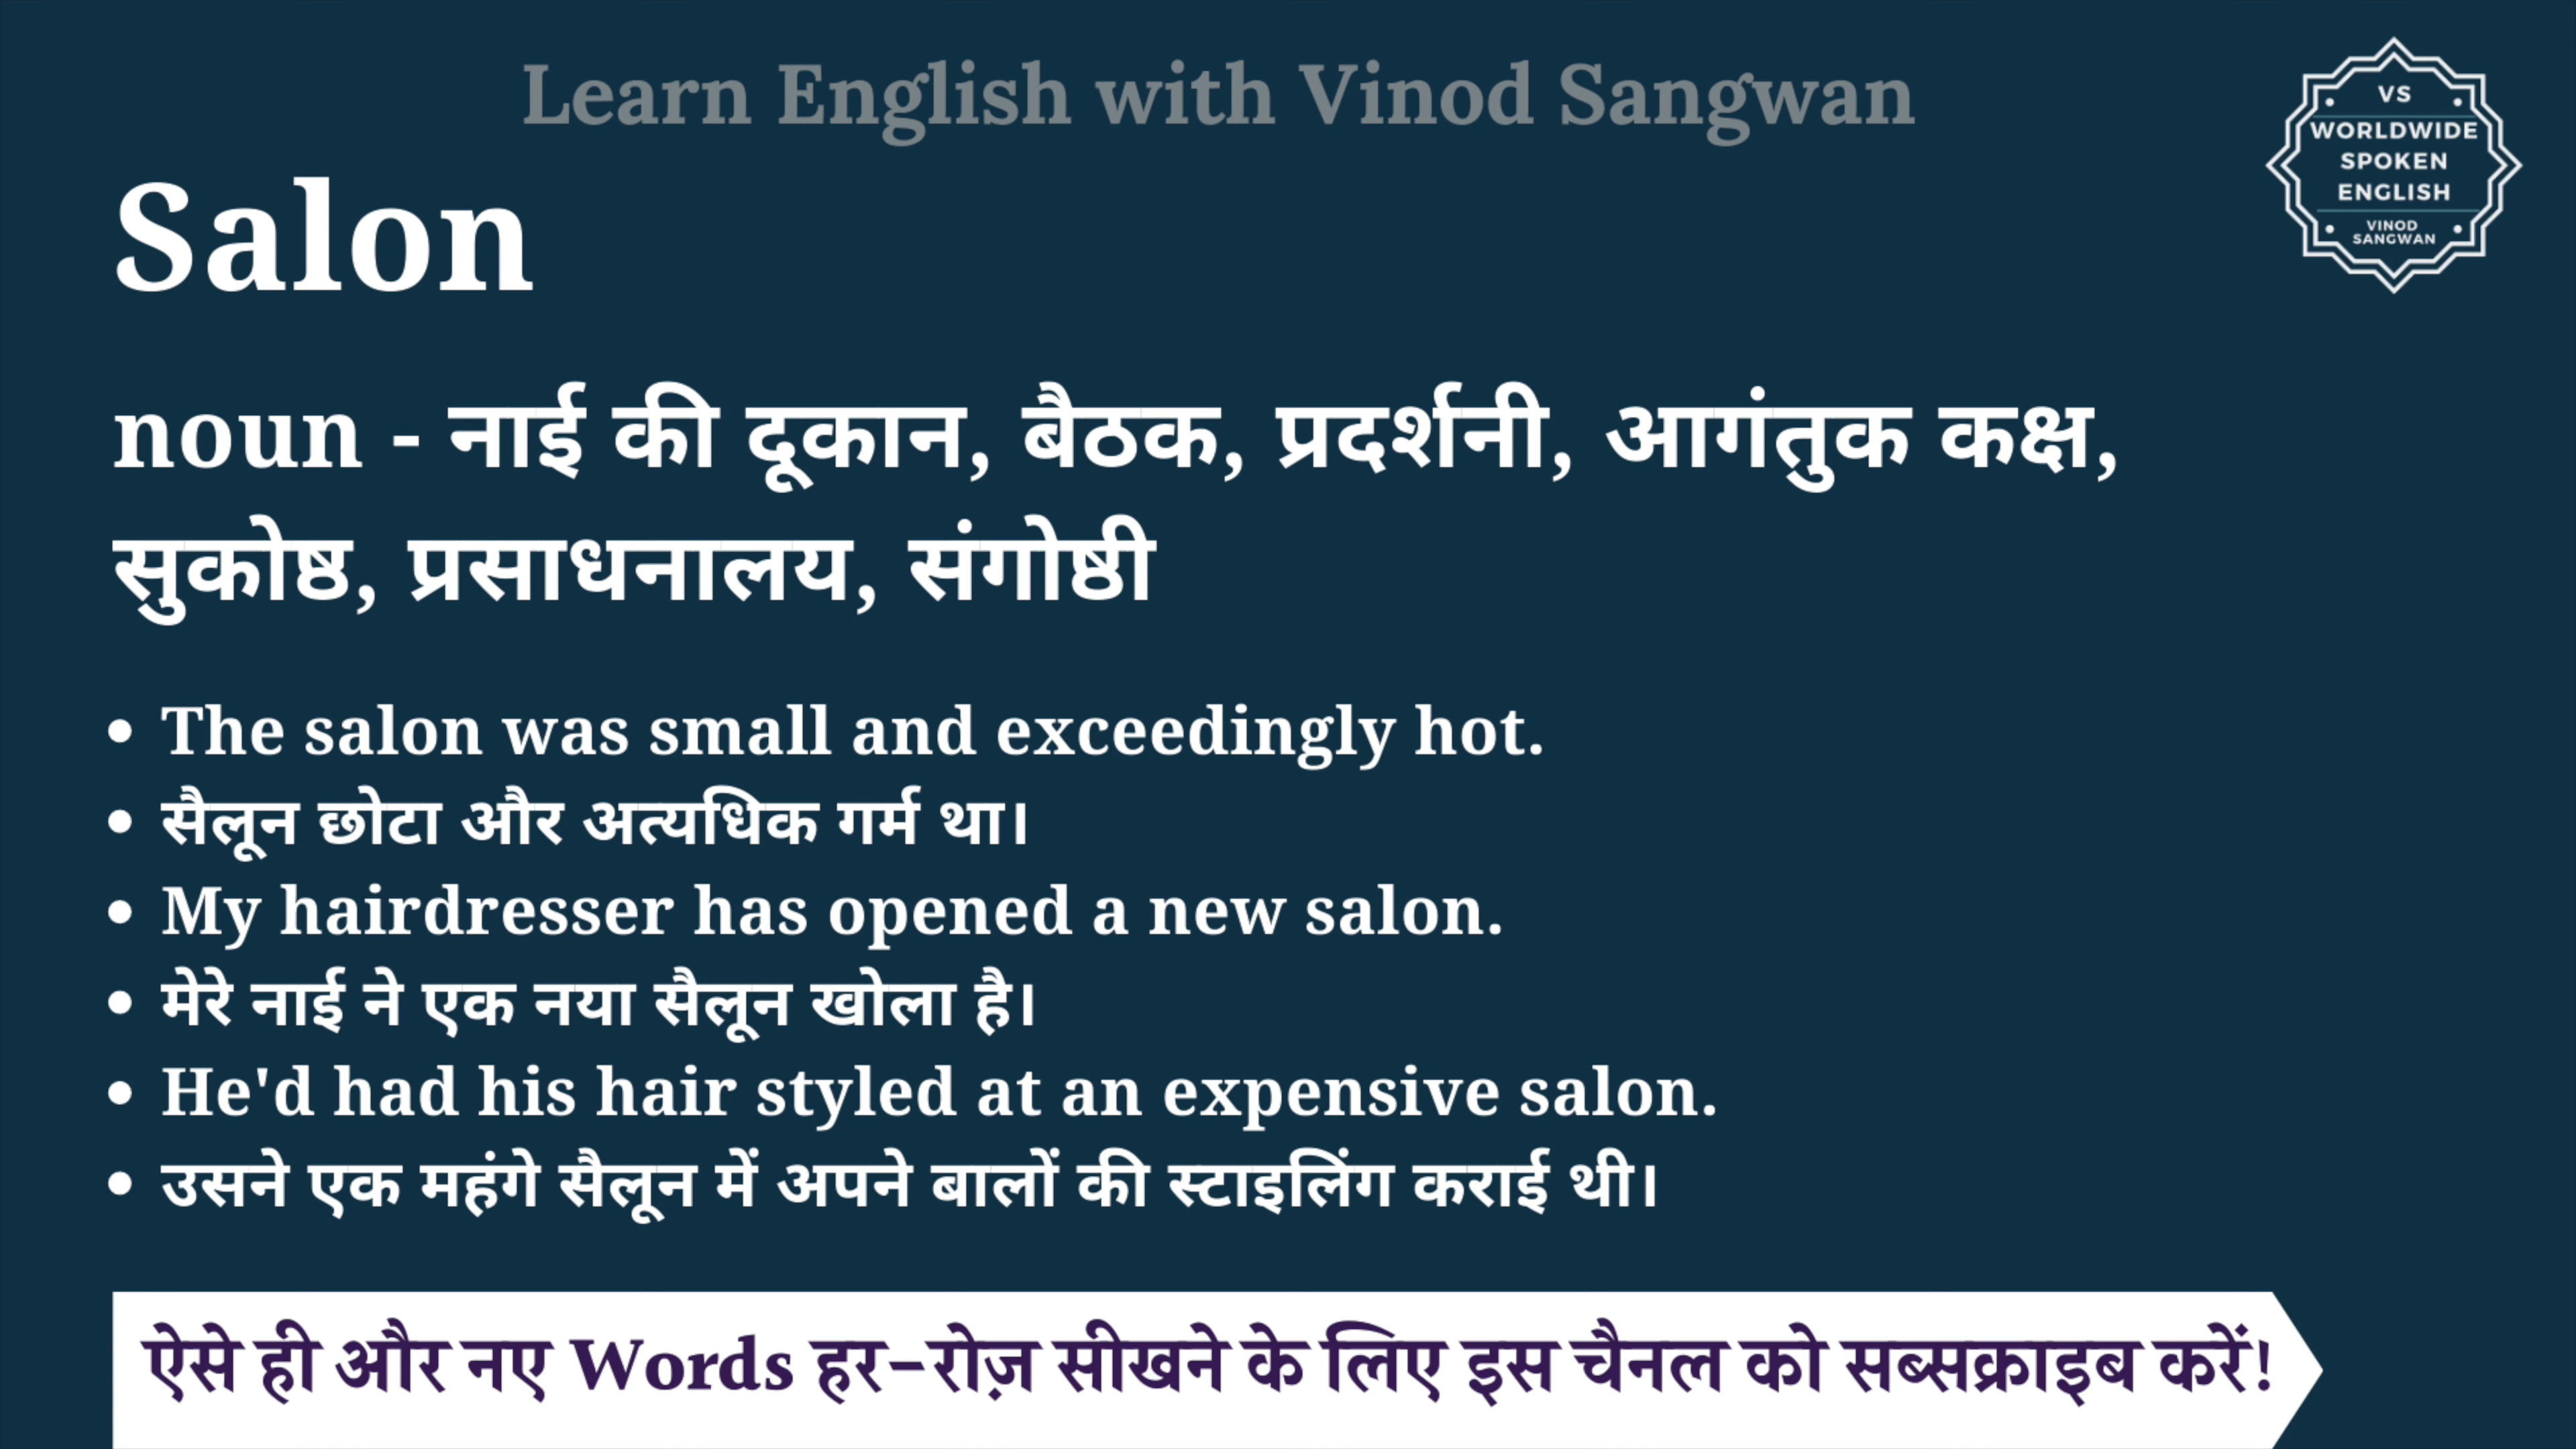 Learn English with Vinod Sangwan
VS
WORLDWIDE
SPOKEN
ENGLISH
VINOD
SANGWAN
Salon
noun - नाई की दूकान, बैठक, प्रदर्शनी, आगंतुक कक्ष,
सुकोष्ठ, प्रसाधनालय, संगोष्ठी
• The salon was small and exceedingly hot.
• सैलून छोटा और अत्यधिक गर्म था।
• My hairdresser has opened a new salon.
• मेरे नाई ने एक नया सैलून खोला है।
• He'd had his hair styled at an expensive salon.
• उसने एक महंगे सैलून में अपने बालों की स्टाइलिंग कराई थी।
ऐसे ही और नए Words हर-रोज़ सीखने के लिए इस चैनल को सब्सक्राइब करें!